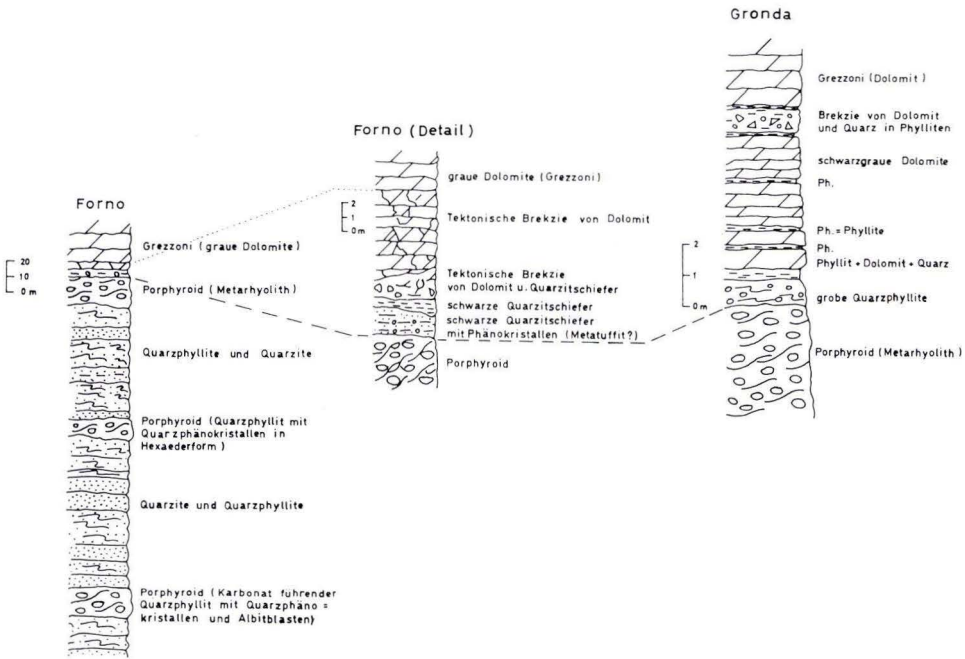 Forno
20
10
0 m
Grezzoni (graue Dolomite)
Porphyroid (Metarhyolith)
Quarzphyllite und Quarzite
Porphyroid (Quarzphyllit mit
Quarzphänokristallen in
Hexaederform)
Quarzite und Quarzphyllite
Porphyroid (Karbonat führender
Quarzphyllit mit Quarzphäno =
kristallen und Albitblasten)
Forno (Detail)
2
1
0m
graue Dolomite (Grezzoni)
Tektonische Brekzie von Dolomit
Tektonische Brekzie
von Dolomit u. Quarzitschiefer
schwarze Quarzitschiefer
schwarze Quarzitschiefer
mit Phänokristallen (Metatuffit?)
Porphyroid
Gronda
2
1
0m
Grezzoni (Dolomit)
Brekzie von Dolomit
und Quarz in Phylliten
schwarzgraue Dolomite
Ph.
Ph. = Phyllite
Ph.
Phyllit + Dolomit + Quarz
grobe Quarzphyllite
Porphyroid (Metarhyolith)